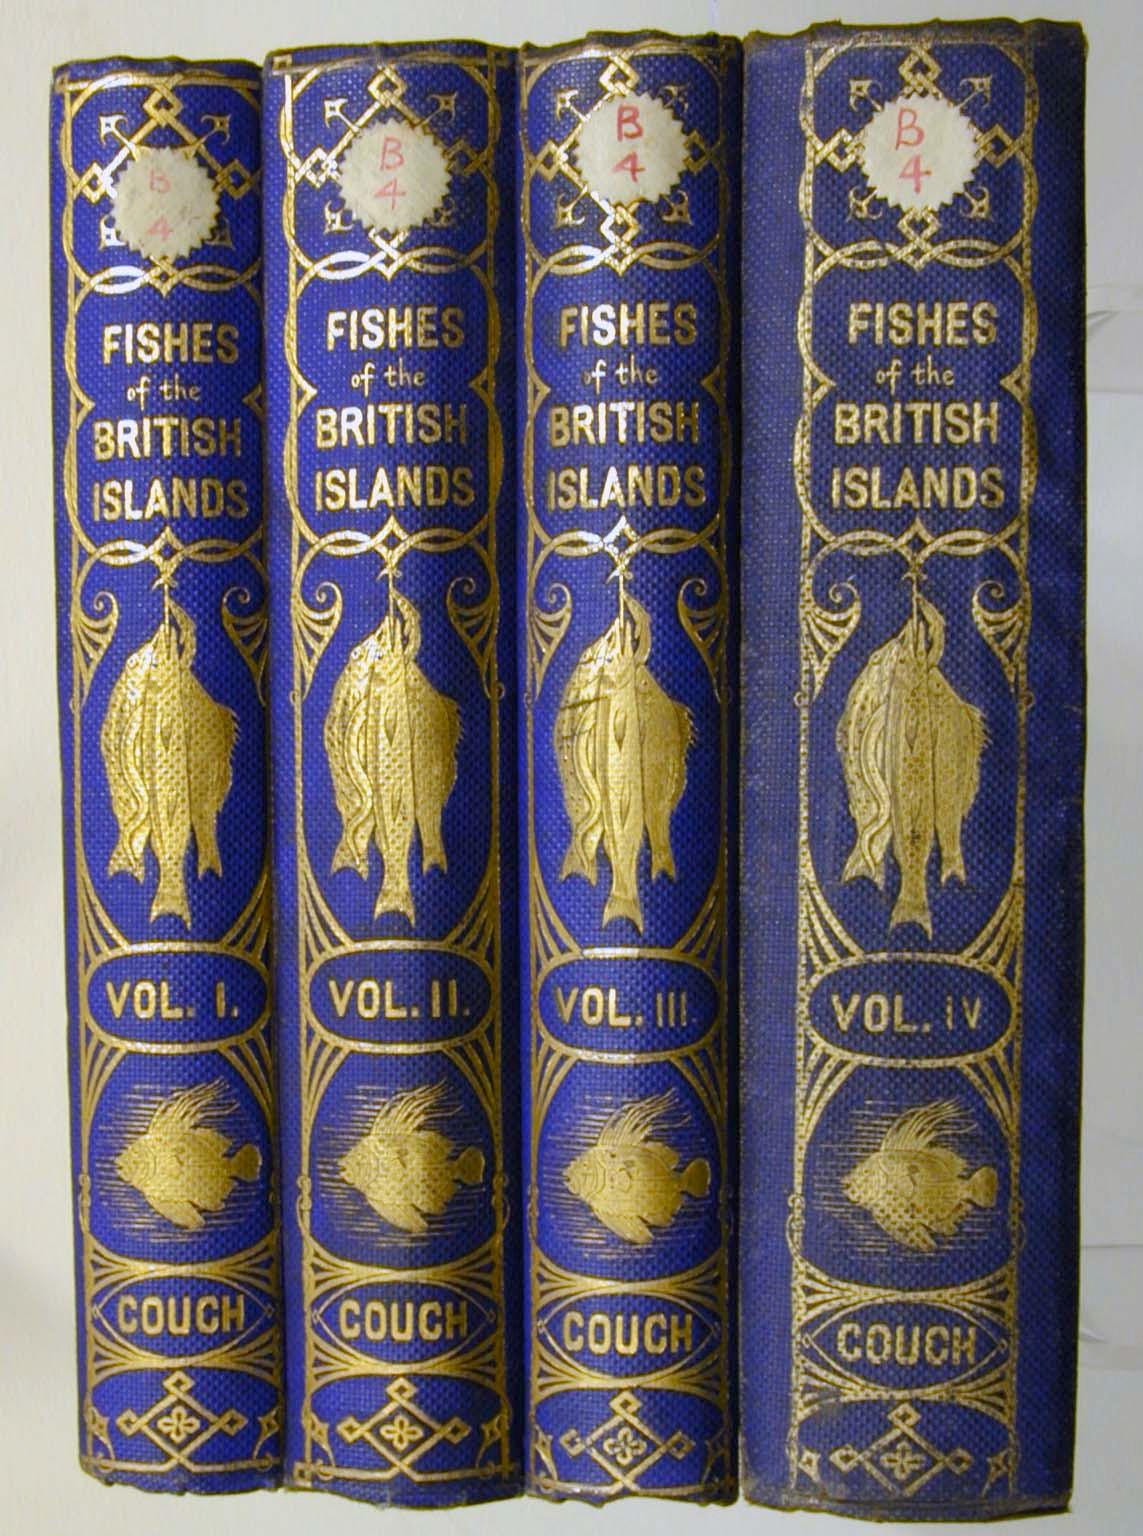 B
4
FISHES
of the
BRITISH
ISLANDS
VOL. I.
COUCH
B
4
FISHES
of the
BRITISH
ISLANDS
VOL. II.
COUCH
B
4
FISHES
of the
BRITISH
ISLANDS
VOL. III.
COUCH
B
4
FISHES
of the
BRITISH
ISLANDS
VOL. iV
COUCH